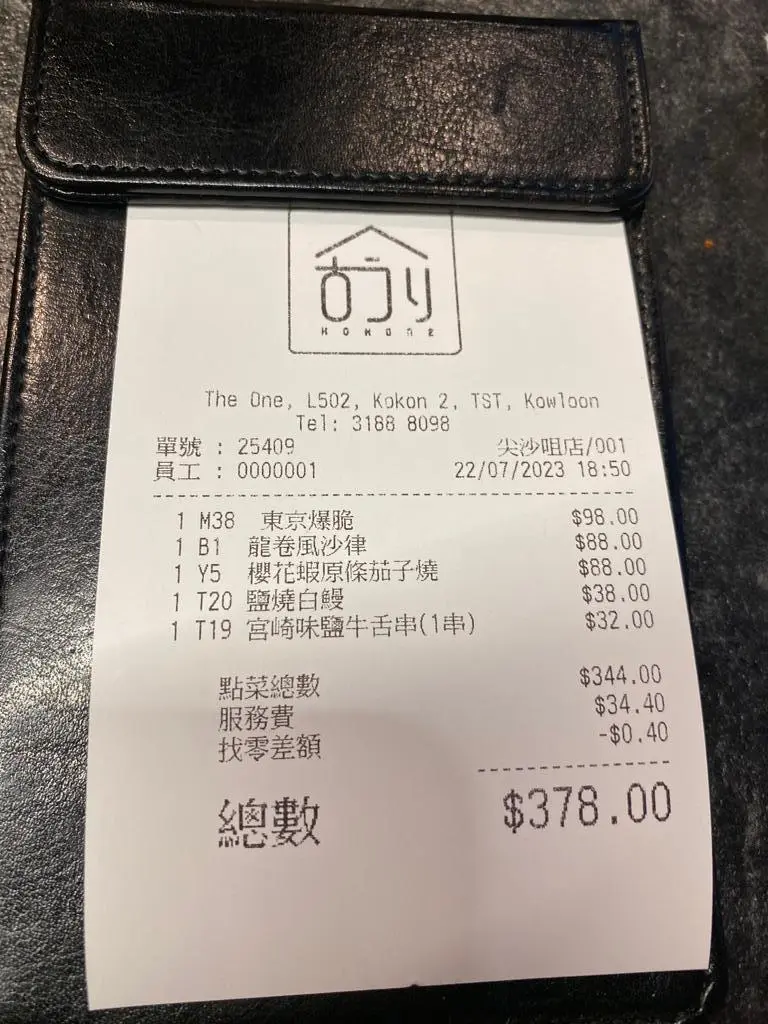 古づり
KOKONE
The One, L502, Kokon 2, TST, Kowloon
Tel: 3188 8098
單號 : 25409 尖沙咀店/001
員工 : 0000001 22/07/2023 18:50
1 M38 東京爆脆 $98.00
1 B1 龍卷風沙律 $88.00
1 Y5 櫻花蝦原條茄子燒 $88.00
1 T20 鹽燒白鰻 $38.00
1 T19 宮崎味鹽牛舌串(1串) $32.00
點菜總數 $344.00
服務費 $34.40
找零差額 -$0.40
總數 $378.00